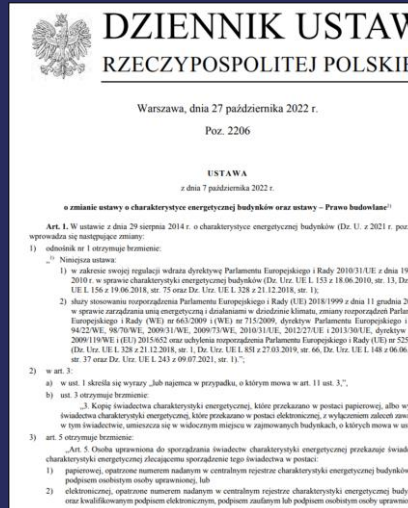 DZIENNIK USTAW
RZECZYPOSPOLITEJ POLSKIE
Warszawa, dnia 27 października 2022 r.
Poz. 2206
USTAWA
z dnia 7 października 2022 r.
o zmianie ustawy o charakterystyce energetycznej budynków oraz ustawy – Prawo budowlane¹⁾
Art. 1. W ustawie z dnia 29 sierpnia 2014 r. o charakterystyce energetycznej budynków (Dz. U. z 2021 r. poz
wprowadza się następujące zmiany:
1) odnośnik nr 1 otrzymuje brzmienie:
„¹⁾ Niniejsza ustawa:
1) w zakresie swojej regulacji wdraża dyrektywę Parlamentu Europejskiego i Rady 2010/31/UE z dnia 19
2010 r. w sprawie charakterystyki energetycznej budynków (Dz. Urz. UE L 153 z 18.06.2010, str. 13, Dz
UE L 156 z 19.06.2018, str. 75 oraz Dz. Urz. UE L 328 z 21.12.2018, str. 1);
2) służy stosowaniu rozporządzenia Parlamentu Europejskiego i Rady (UE) 2018/1999 z dnia 11 grudnia 20
w sprawie zarządzania unią energetyczną i działaniami w dziedzinie klimatu, zmiany rozporządzeń Parlam
Europejskiego i Rady (WE) nr 663/2009 i (WE) nr 715/2009, dyrektyw Parlamentu Europejskiego i
94/22/WE, 98/70/WE, 2009/31/WE, 2009/73/WE, 2010/31/UE, 2012/27/UE i 2013/30/UE, dyrektyw
2009/119/WE i (EU) 2015/652 oraz uchylenia rozporządzenia Parlamentu Europejskiego i Rady (UE) nr 525
(Dz. Urz. UE L 328 z 21.12.2018, str. 1, Dz. Urz. UE L 85I z 27.03.2019, str. 66, Dz. Urz. UE L 148 z 06.06
str. 37 oraz Dz. Urz. UE L 243 z 09.07.2021, str. 1).”;
2) w art. 3:
a) w ust. 1 skreśla się wyrazy „lub najemca w przypadku, o którym mowa w art. 11 ust. 3,”,
b) ust. 3 otrzymuje brzmienie:
„3. Kopię świadectwa charakterystyki energetycznej, które przekazano w postaci papierowej, albo wy
świadectwa charakterystyki energetycznej, które przekazano w postaci elektronicznej, z wyłączeniem zaleceń zaw
w tym świadectwie, umieszcza się w widocznym miejscu w zajmowanych budynkach, o których mowa w us
3) art. 5 otrzymuje brzmienie:
„Art. 5. Osoba uprawniona do sporządzania świadectw charakterystyki energetycznej przekazuje świade
charakterystyki energetycznej zlecającemu sporządzenie tego świadectwa w postaci:
1) papierowej, opatrzone numerem nadanym w centralnym rejestrze charakterystyki energetycznej budynków
podpisem osobistym osoby uprawnionej, lub
2) elektronicznej, opatrzone numerem nadanym w centralnym rejestrze charakterystyki energetycznej budy
oraz kwalifikowanym podpisem elektronicznym, podpisem zaufanym lub podpisem osobistym osoby uprawnio